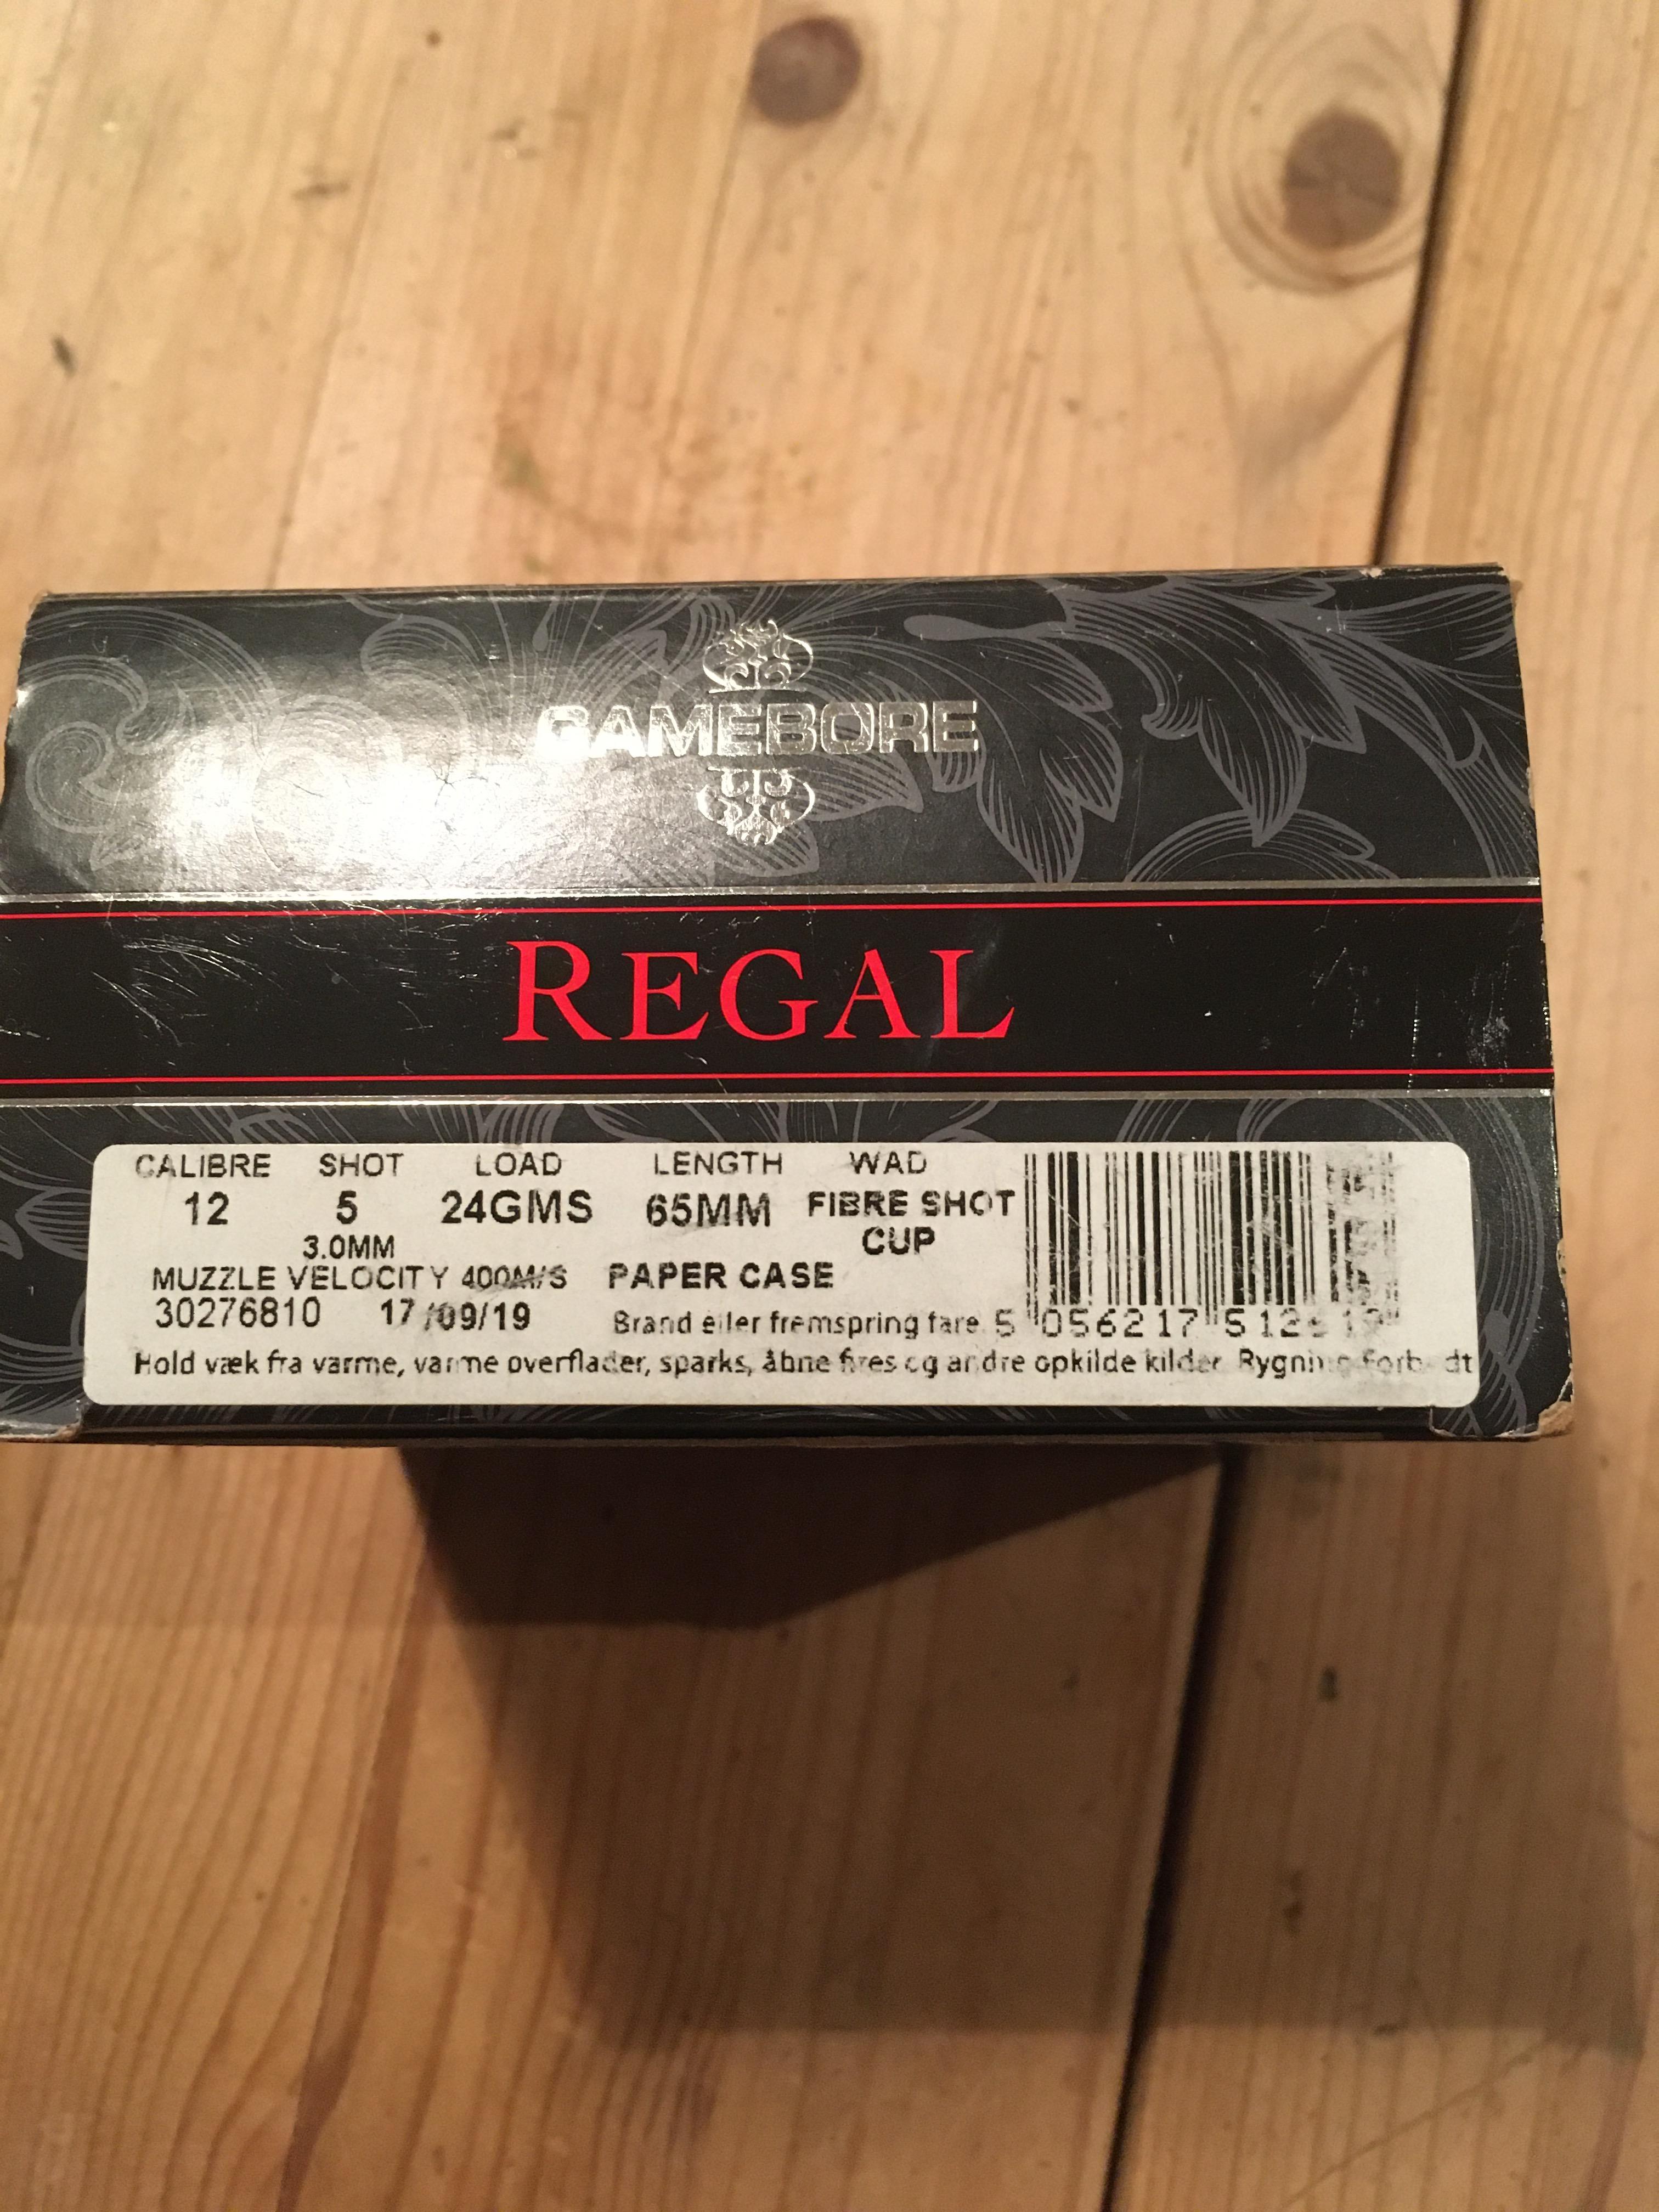 GAMEBORE
REGAL
CALIBRE SHOT LOAD LENGTH WAD
12 5 24GMS 65MM FIBRE SHOT
3.0MM CUP
MUZZLE VELOCITY 400M/S PAPER CASE
30276810 17/09/19 Brand eller fremspring fare. 5 056217
Hold væk fra varme, varme overflader, sparks, åbne fires og andre opkilde kilder. Rygning